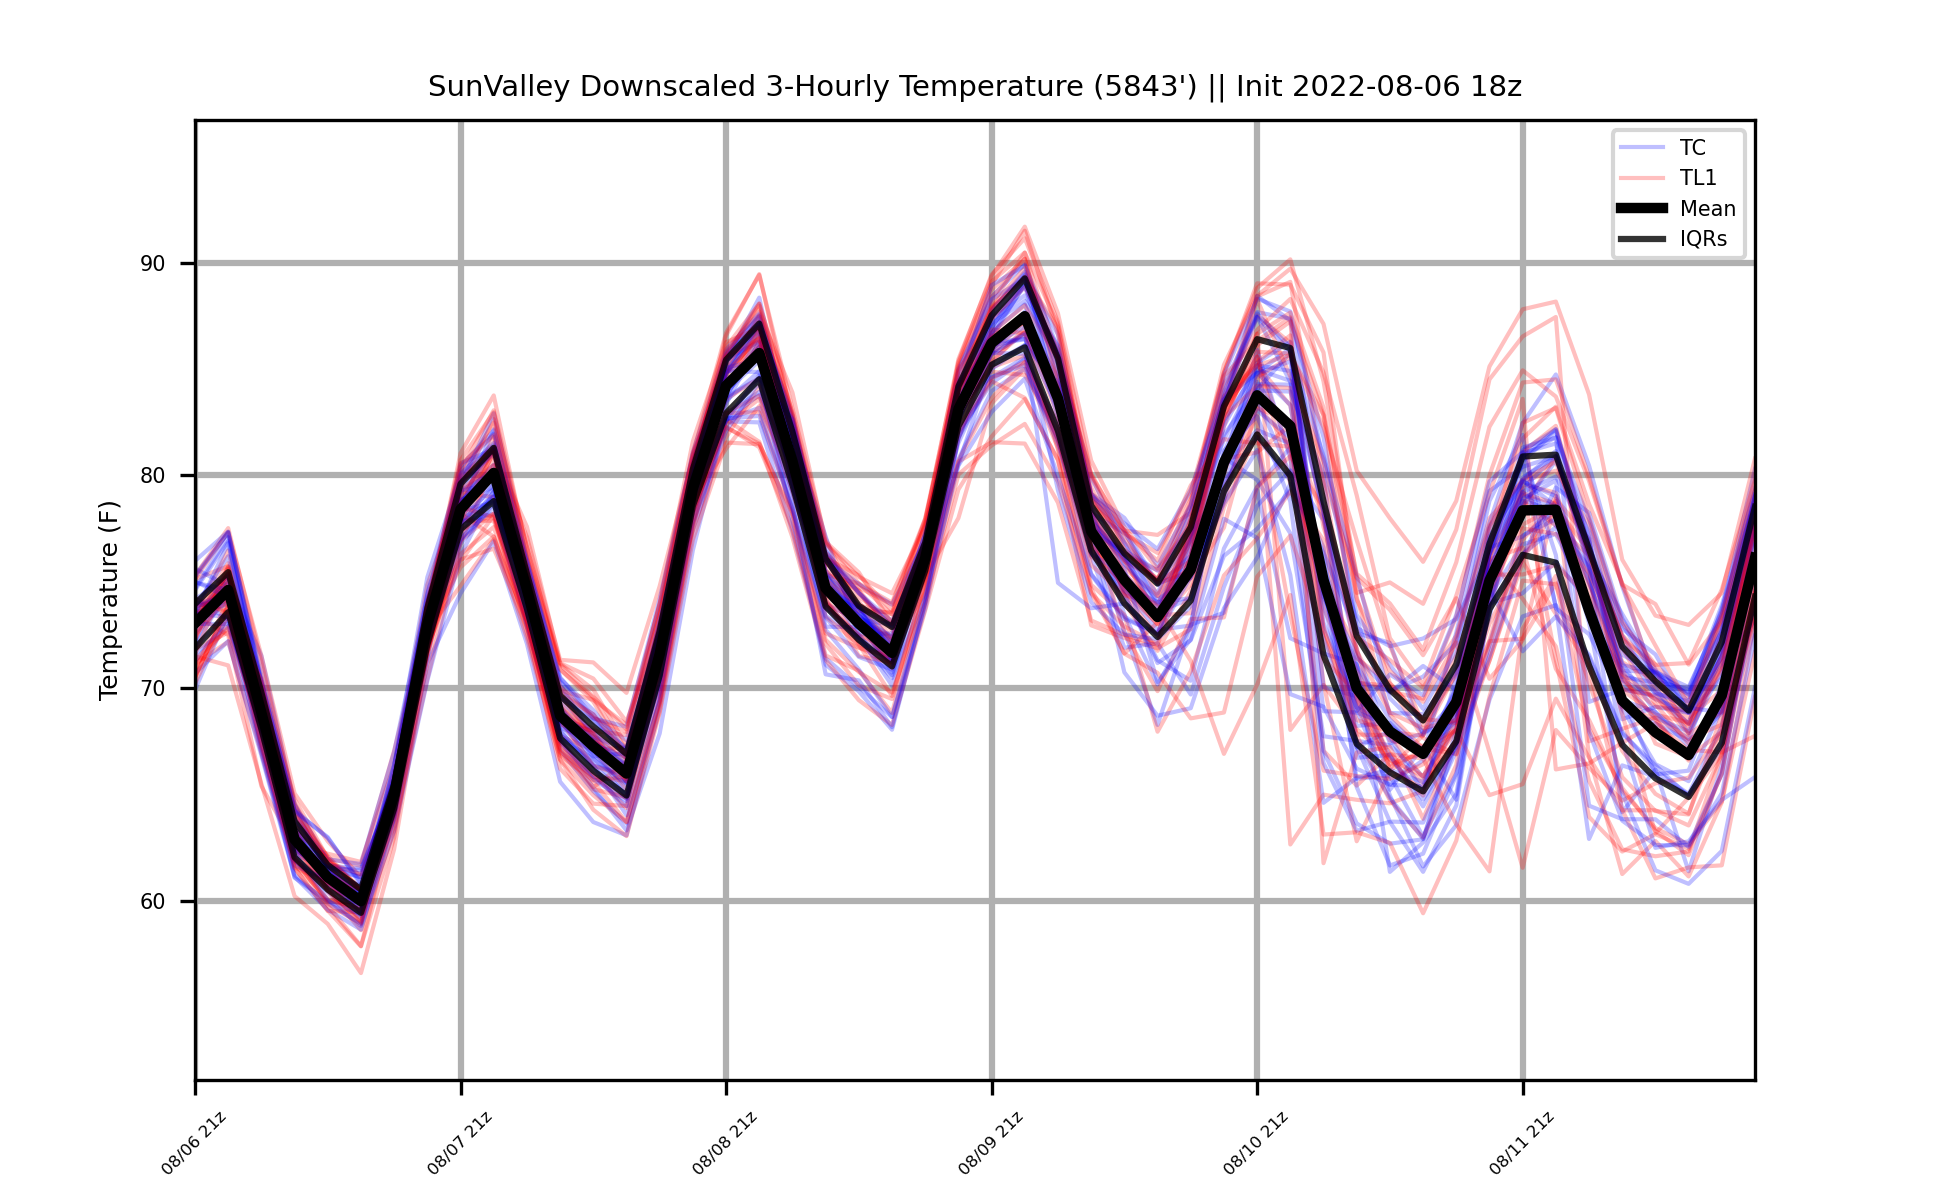 SunValley Downscaled 3-Hourly Temperature (5843') || Init 2022-08-06 18z
TC
TL1
Mean
IQRs
Temperature (F)
90
80
70
60
08/06 21z
08/07 21z
08/08 21z
08/09 21z
08/10 21z
08/11 21z